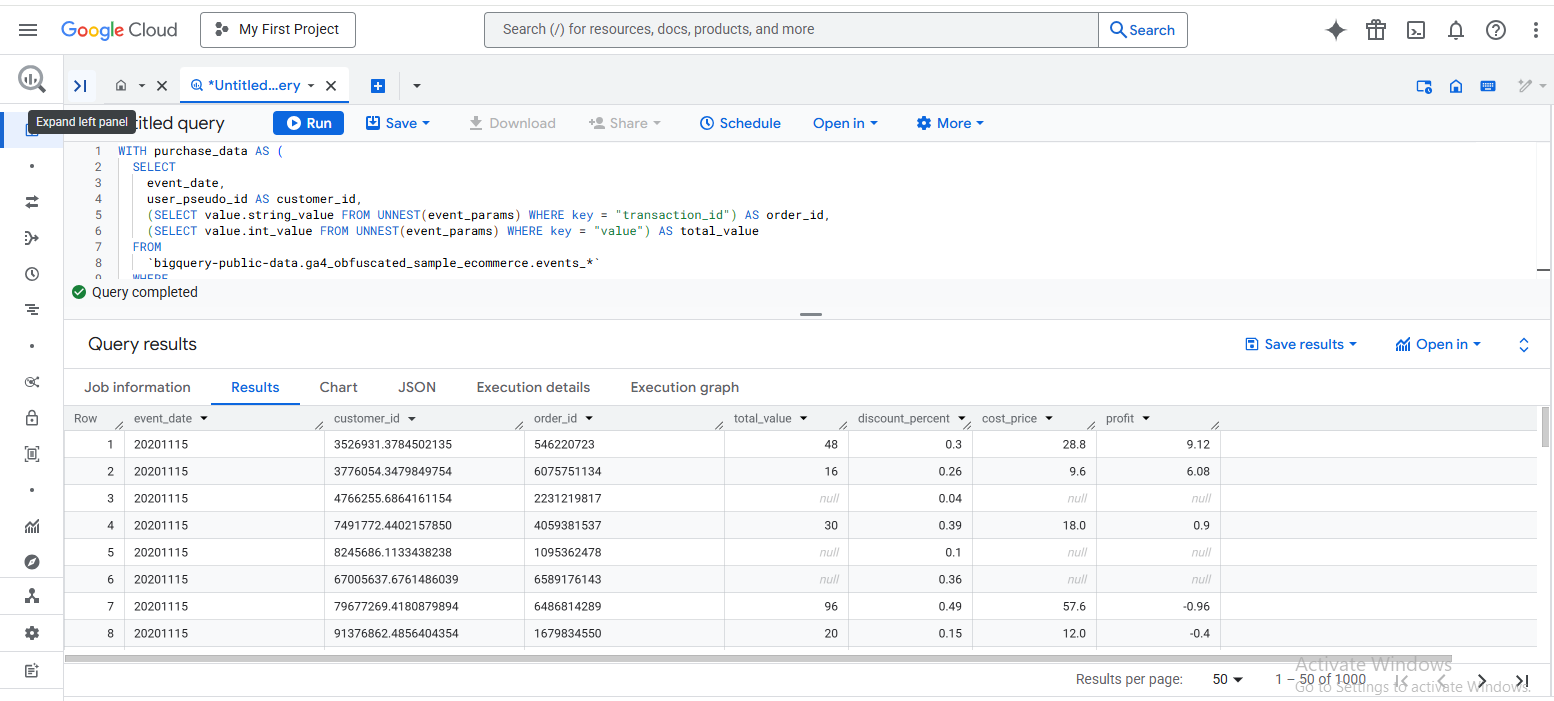 Google Cloud My First Project Search (/) for resources, docs, products, and more Search
*Untitled...ery
Expand left panel
titled query Run Save Download Share Schedule Open in More
1 WITH purchase_data AS (
2 SELECT
3 event_date,
4 user_pseudo_id AS customer_id,
5 (SELECT value.string_value FROM UNNEST(event_params) WHERE key = "transaction_id") AS order_id,
6 (SELECT value.int_value FROM UNNEST(event_params) WHERE key = "value") AS total_value
7 FROM
8 `bigquery-public-data.ga4_obfuscated_sample_ecommerce.events_*`
9 WHERE
Query completed
Query results Save results Open in
Job information Results Chart JSON Execution details Execution graph
Row event_date customer_id order_id total_value discount_percent cost_price profit
1 20201115 3526931.3784502135 546220723 48 0.3 28.8 9.12
2 20201115 3776054.3479849754 6075751134 16 0.26 9.6 6.08
3 20201115 4766255.6864161154 2231219817 null 0.04 null null
4 20201115 7491772.4402157850 4059381537 30 0.39 18.0 0.9
5 20201115 8245686.1133438238 1095362478 null 0.1 null null
6 20201115 67005637.6761486039 6589176143 null 0.36 null null
7 20201115 79677269.4180879894 6486814289 96 0.49 57.6 -0.96
8 20201115 91376862.4856404354 1679834550 20 0.15 12.0 -0.4
Activate Windows
Results per page: 50 1 – 50 of 1000
Go to Settings to activate Windows.